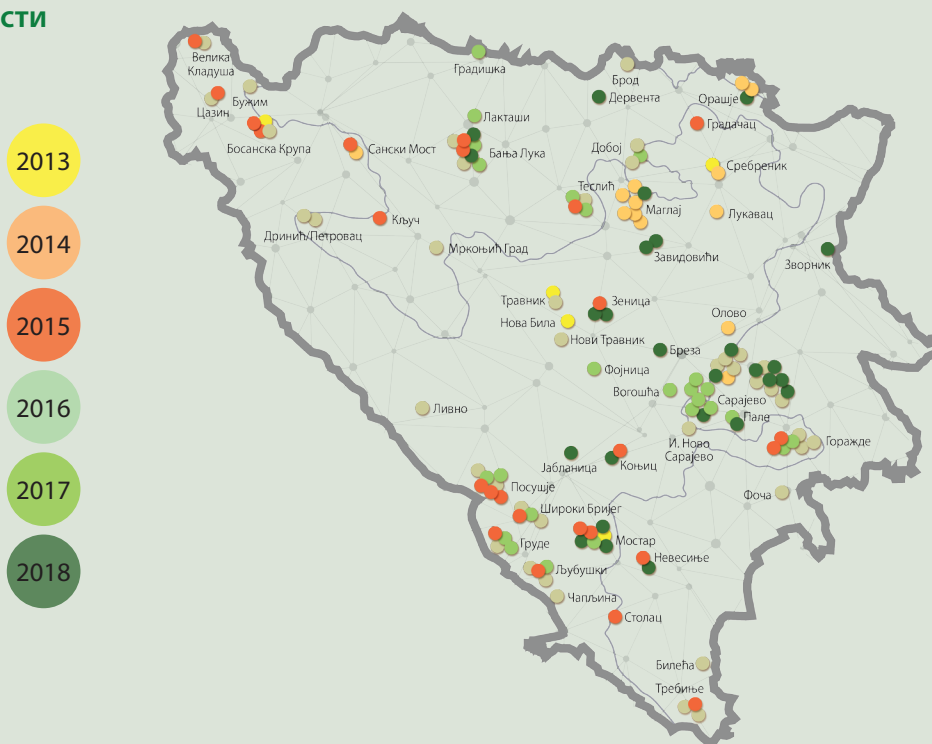 СТИ
2013
2014
2015
2016
2017
2018
Велика
Кладуша
Цазин
Бужим
Босанска Крупа
Сански Мост
Дринић/Петровац
Кључ
Мркоњић Град
Градишка
Лакташи
Бања Лука
Брод
Дервента
Орашје
Градачац
Добој
Сребреник
Теслић
Маглај
Лукавац
Завидовићи
Зворник
Травник
Зеница
Нова Била
Нови Травник
Олово
Бреза
Фојница
Вогошћа
Сарајево
Пале
Ливно
И. Ново
Сарајево
Горажде
Јабланица
Коњиц
Фоча
Посушје
Широки Бријег
Груде
Мостар
Невесиње
Љубушки
Чапљина
Столац
Билећа
Требиње